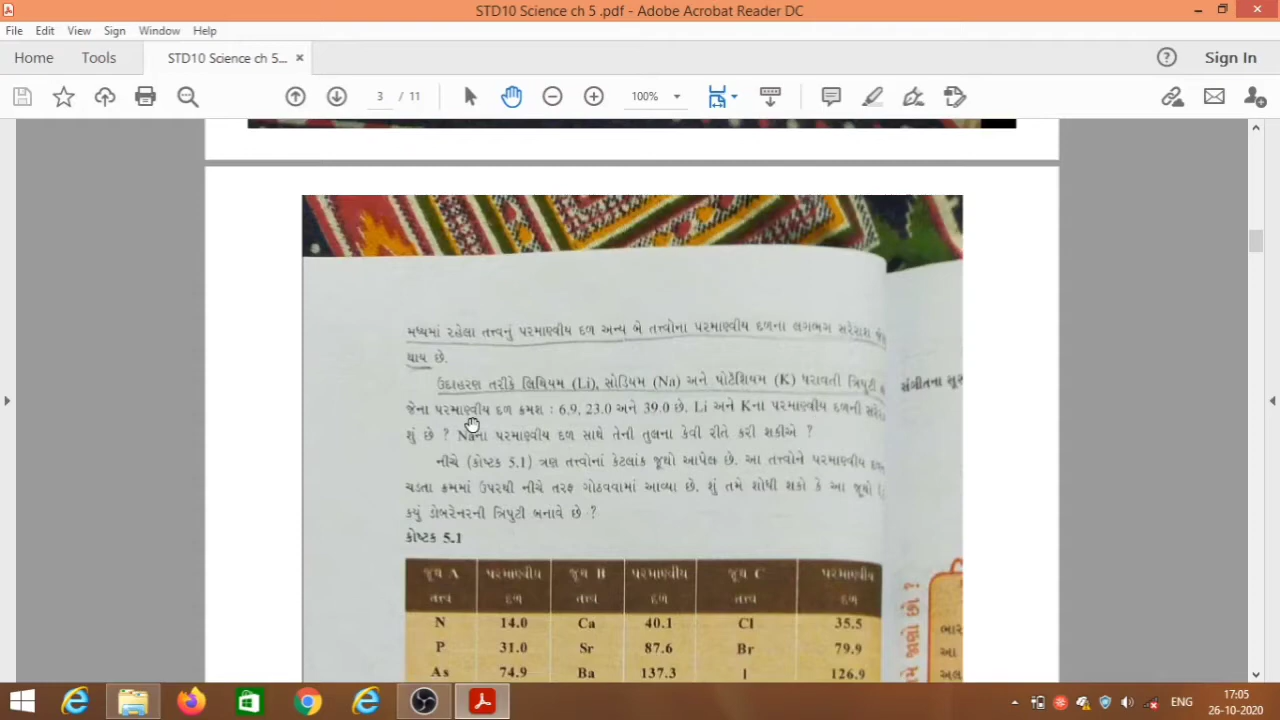 STD10 Science ch 5 .pdf - Adobe Acrobat Reader DC
File Edit View Sign Window Help
Home Tools STD10 Science ch 5... × Sign In
3 / 11 100%
મધ્યમાં રહેલા તત્ત્વનું પરમાણ્વીય દળ અન્ય બે તત્ત્વોના પરમાણ્વીય દળના લગભગ સરેરાશ
થાય છે.
ઉદાહરણ તરીકે લિથિયમ (Li), સોડિયમ (Na) અને પોટૅશિયમ (K) ધરાવતી ત્રિપુટી
જેના પરમાણ્વીય દળ ક્રમશ : 6.9, 23.0 અને 39.0 છે. Li અને Kના પરમાણ્વીય દળની
શું છે ? Naના પરમાણ્વીય દળ સાથે તેની તુલના કેવી રીતે કરી શકીએ ?
નીચે (કોષ્ટક 5.1) ત્રણ તત્ત્વોનાં કેટલાંક જૂથો આપેલ છે. આ તત્ત્વોને પરમાણ્વીય
ચડતા ક્રમમાં ઉપરથી નીચે તરફ ગોઠવવામાં આવ્યા છે. શું તમે શોધી શકો કે આ જૂથો
કયું ડોબરેનરની ત્રિપુટી બનાવે છે ?
કોષ્ટક 5.1
જૂથ A પરમાણ્વીય જૂથ B પરમાણ્વીય જૂથ C પરમાણ્વીય
તત્ત્વ દળ તત્ત્વ દળ તત્ત્વ દળ
N 14.0 Ca 40.1 Cl 35.5
P 31.0 Sr 87.6 Br 79.9
As 74.9 Ba 137.3 I 126.9
સંગીતના
ભાર
આ
ENG
17:05
26-10-2020